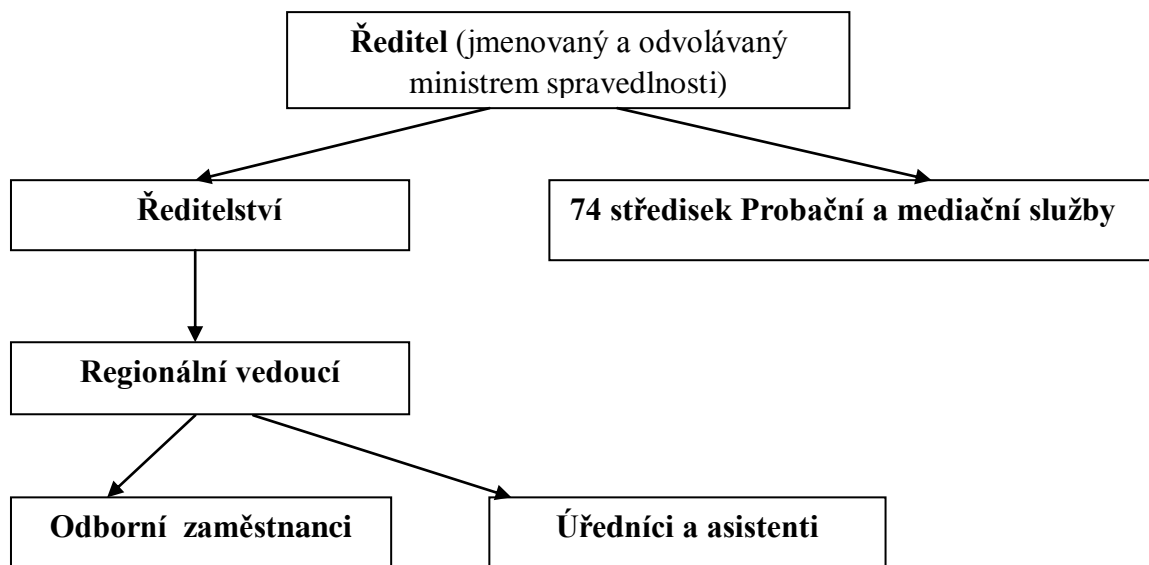 Ředitel (jmenovaný a odvolávaný
ministrem spravedlnosti)
Ředitelství
74 středisek Probační a mediační služby
Regionální vedoucí
Odborní zaměstnanci
Úředníci a asistenti